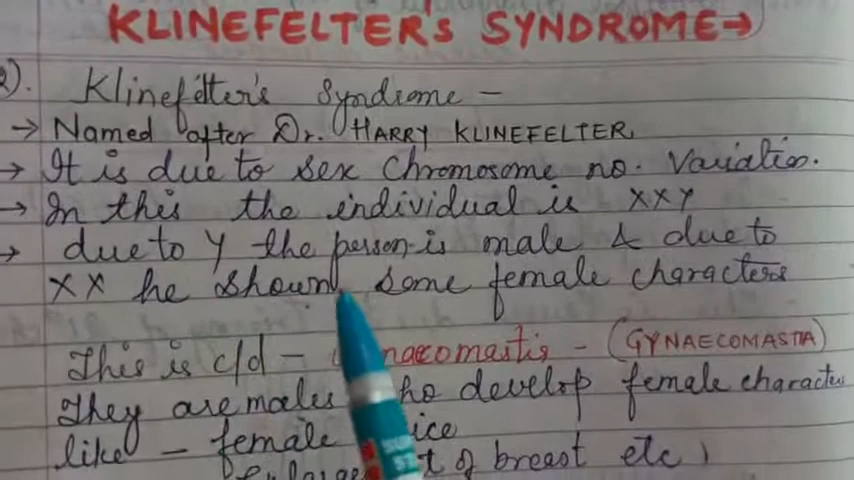 KLINEFELTER'S SYNDROME→
2). Klinefelter's Syndrome –
→ Named after Dr. HARRY KLINEFELTER.
→ It is due to sex chromosome no. variation.
→ In this the individual is XXY
→ due to Y the person is male & due to
XX he shown some female characters
This is c/d – (GYNAECOMASTIA)
They are males develop female character
like – female
of breast etc)